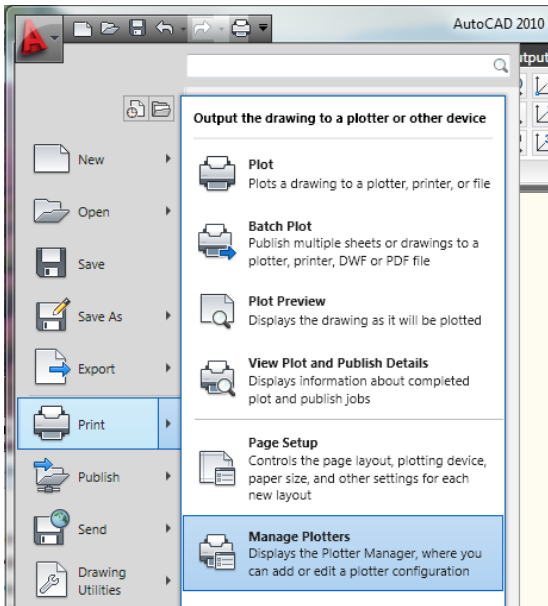 AutoCAD 2010
Output the drawing to a plotter or other device
New
Open
Save
Save As
Export
Print
Publish
Send
Drawing
Utilities
Plot
Plots a drawing to a plotter, printer, or file
Batch Plot
Publish multiple sheets or drawings to a
plotter, printer, DWF or PDF file
Plot Preview
Displays the drawing as it will be plotted
View Plot and Publish Details
Displays information about completed
plot and publish jobs
Page Setup
Controls the page layout, plotting device,
paper size, and other settings for each
new layout
Manage Plotters
Displays the Plotter Manager, where you
can add or edit a plotter configuration